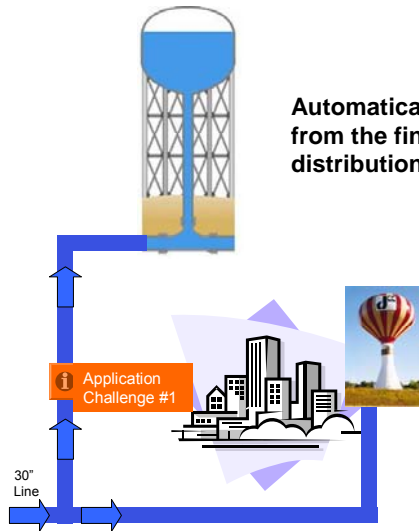 Automatica
from the fin
distribution
Application
Challenge #1
30"
Line